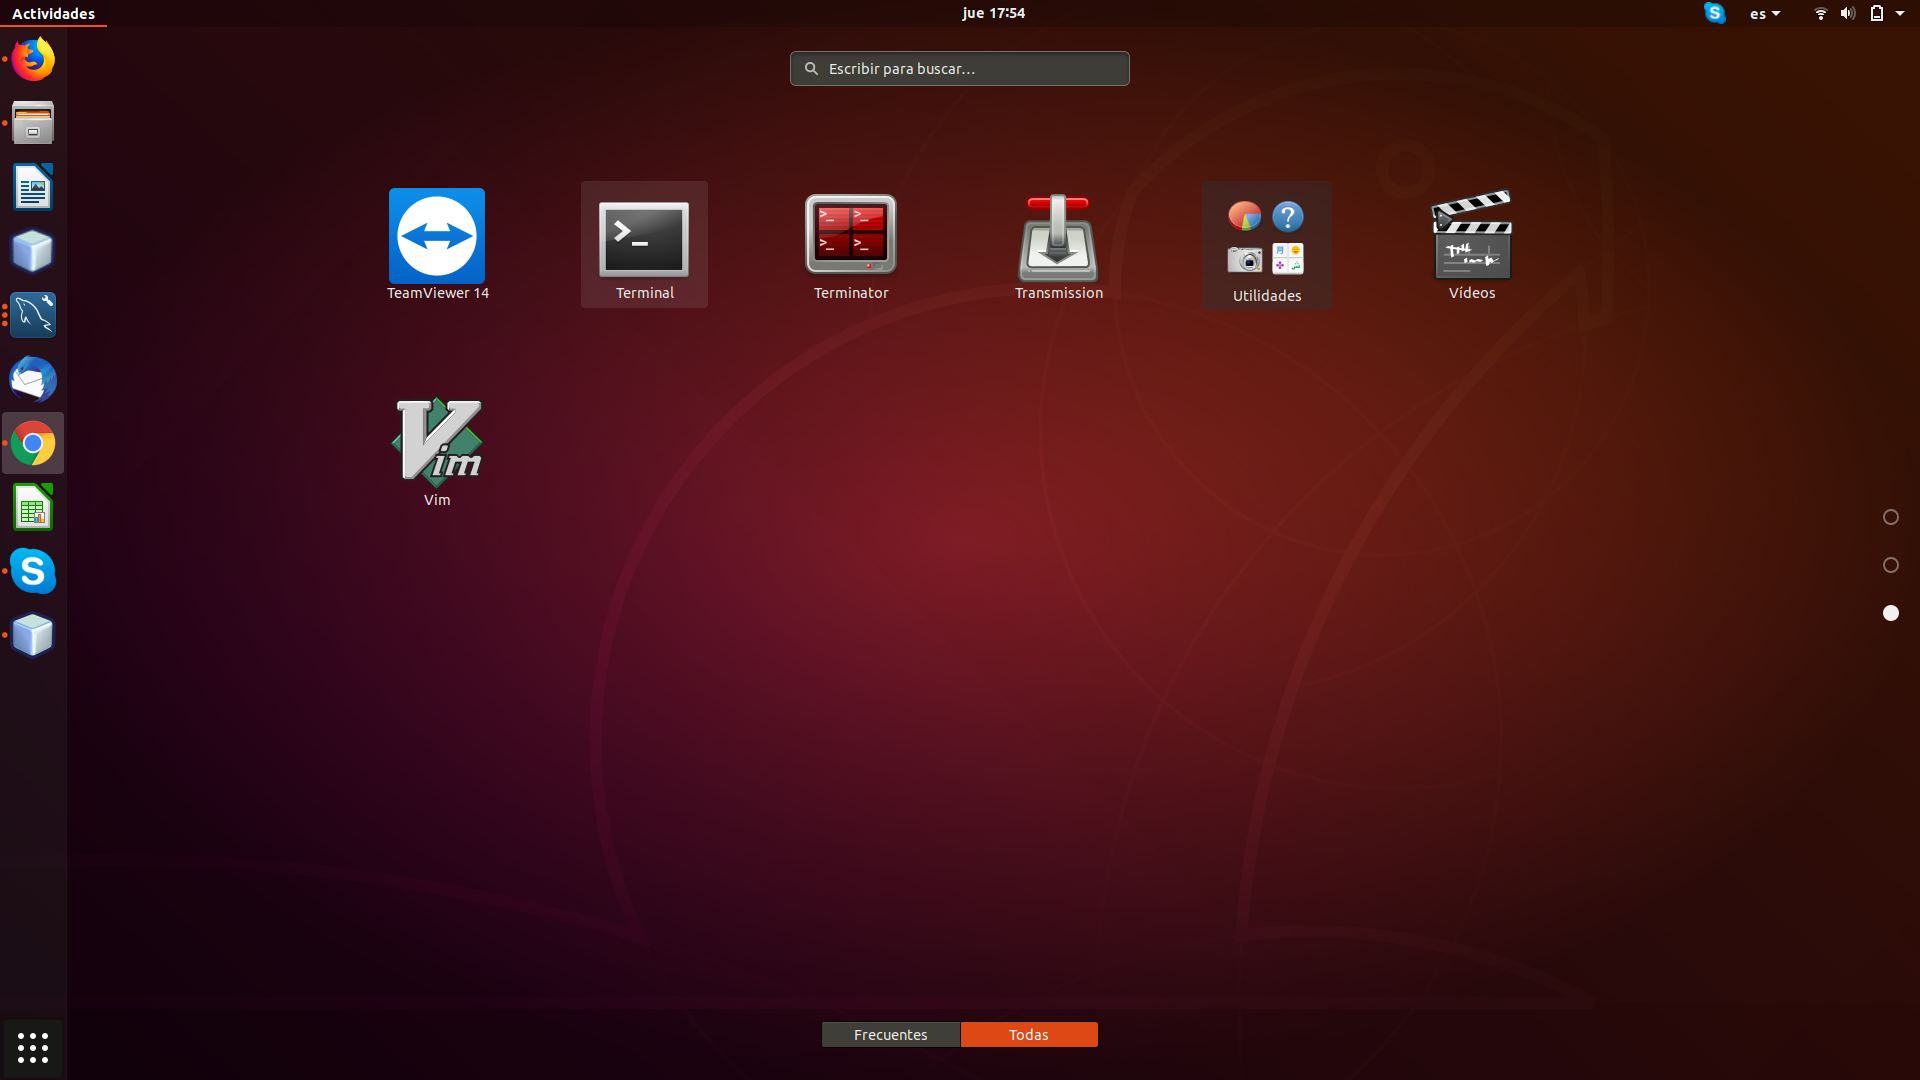 Actividades
jue 17:54
es
Escribir para buscar...
TeamViewer 14
Terminal
Terminator
Transmission
Utilidades
Vídeos
Vim
Frecuentes
Todas